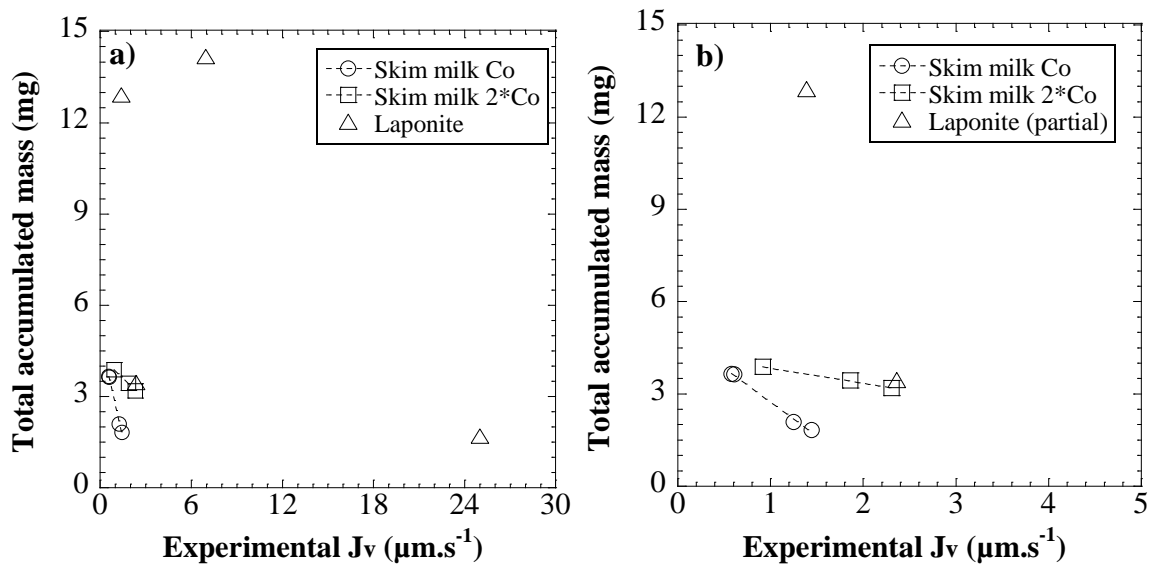 a)
Skim milk Co
Skim milk 2*Co
Laponite
Total accumulated mass (mg)
15
12
9
6
3
0
0 6 12 18 24 30
Experimental Jv (µm.s-1)
b)
Skim milk Co
Skim milk 2*Co
Laponite (partial)
Total accumulated mass (mg)
15
12
9
6
3
0
0 1 2 3 4 5
Experimental Jv (µm.s-1)